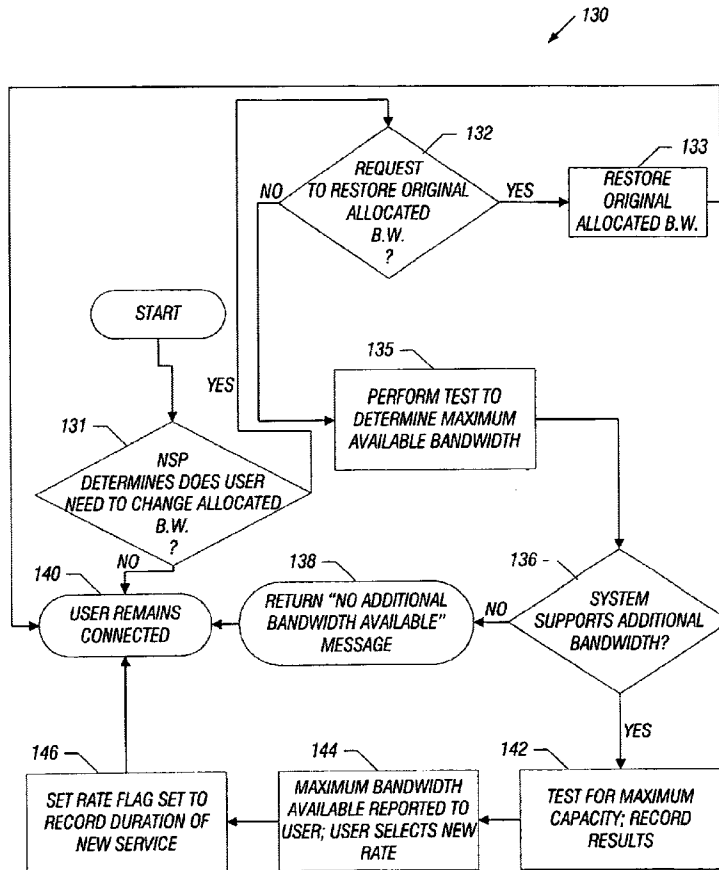 130
132
REQUEST
TO RESTORE ORIGINAL
ALLOCATED
B.W.
?
NO
YES
133
RESTORE
ORIGINAL
ALLOCATED B.W.
START
YES
135
PERFORM TEST TO
DETERMINE MAXIMUM
AVAILABLE BANDWIDTH
131
NSP
DETERMINES DOES USER
NEED TO CHANGE ALLOCATED
B.W.
?
NO
140
USER REMAINS
CONNECTED
138
RETURN "NO ADDITIONAL
BANDWIDTH AVAILABLE"
MESSAGE
NO
136
SYSTEM
SUPPORTS ADDITIONAL
BANDWIDTH?
YES
146
SET RATE FLAG SET TO
RECORD DURATION OF
NEW SERVICE
144
MAXIMUM BANDWIDTH
AVAILABLE REPORTED TO
USER; USER SELECTS NEW
RATE
142
TEST FOR MAXIMUM
CAPACITY; RECORD
RESULTS